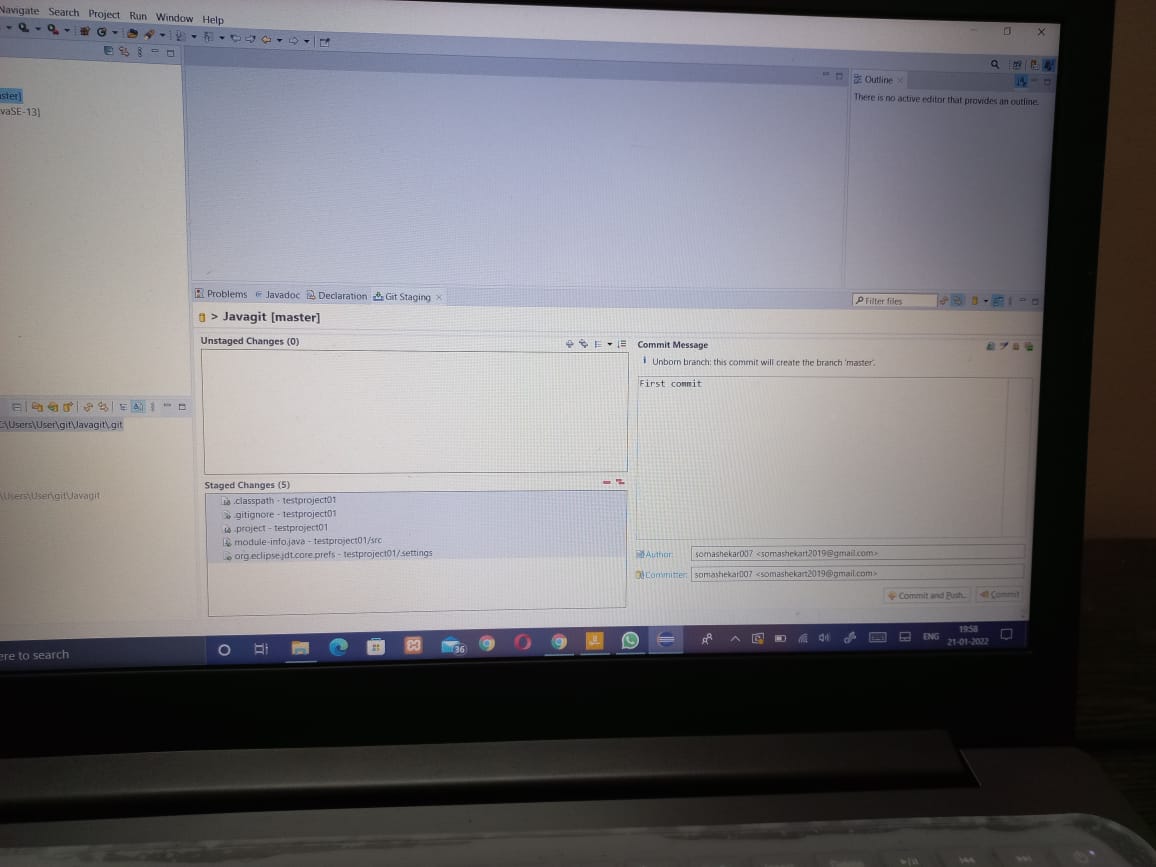 Navigate Search Project Run Window Help
Outline
There is no active editor that provides an outline.
ster]
vaSE-13]
Problems Javadoc Declaration Git Staging
Filter files
> Javagit [master]
Unstaged Changes (0)
Commit Message
Unborn branch: this commit will create the branch 'master'.
First commit
:\Users\User\git\Javagit\.git
\Users\User\git\Javagit
Staged Changes (5)
.classpath - testproject01
.gitignore - testproject01
.project - testproject01
module-info.java - testproject01/src
org.eclipse.jdt.core.prefs - testproject01/.settings
Author: somashekar007 <somashekart2019@gmail.com>
Committer: somashekar007 <somashekart2019@gmail.com>
Commit and Push... Commit
ere to search
36
ENG
19:58
21-01-2022